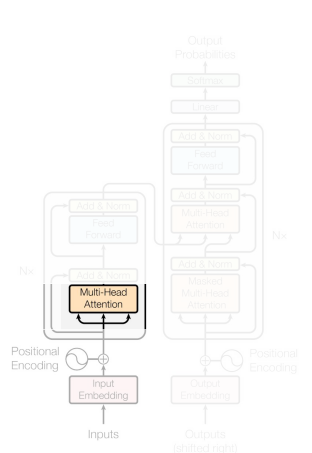 Output
Probabilities
Softmax
Linear
Add & Norm
Feed
Forward
Add & Norm
Multi-Head
Attention
Add & Norm
Masked
Multi-Head
Attention
N×
Positional
Encoding
Output
Embedding
Outputs
(shifted right)
Add & Norm
Feed
Forward
Add & Norm
Multi-Head
Attention
N×
Positional
Encoding
Input
Embedding
Inputs